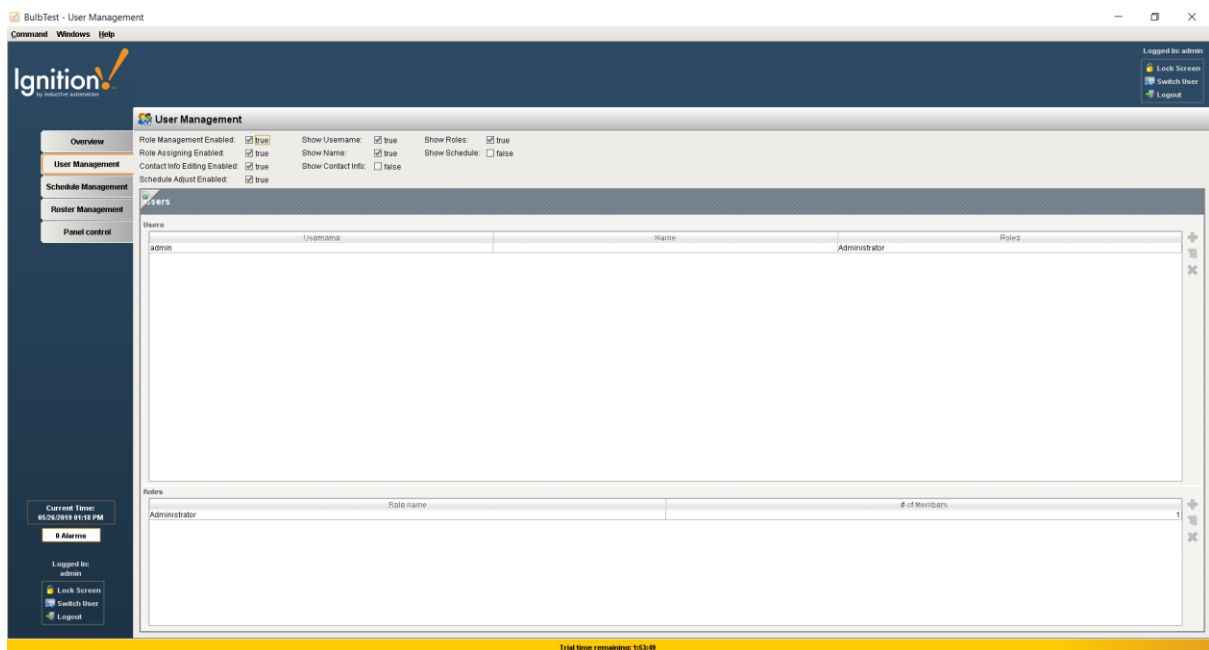 BulbTest - User Management
Command Windows Help
Ignition!
by inductive automation
Logged In: admin
Lock Screen
Switch User
Logout
User Management
Overview
User Management
Schedule Management
Roster Management
Panel control
Role Management Enabled: true Show Username: true Show Roles: true
Role Assigning Enabled: true Show Name: true Show Schedule: false
Contact Info Editing Enabled: true Show Contact Info: false
Schedule Adjust Enabled: true
Users
Users
Username Name Roles
admin Administrator
Roles
Role name # of Members
Administrator 1
Current Time:
05/26/2019 01:18 PM
0 Alarms
Logged In:
admin
Lock Screen
Switch User
Logout
Trial time remaining: 1:53:49